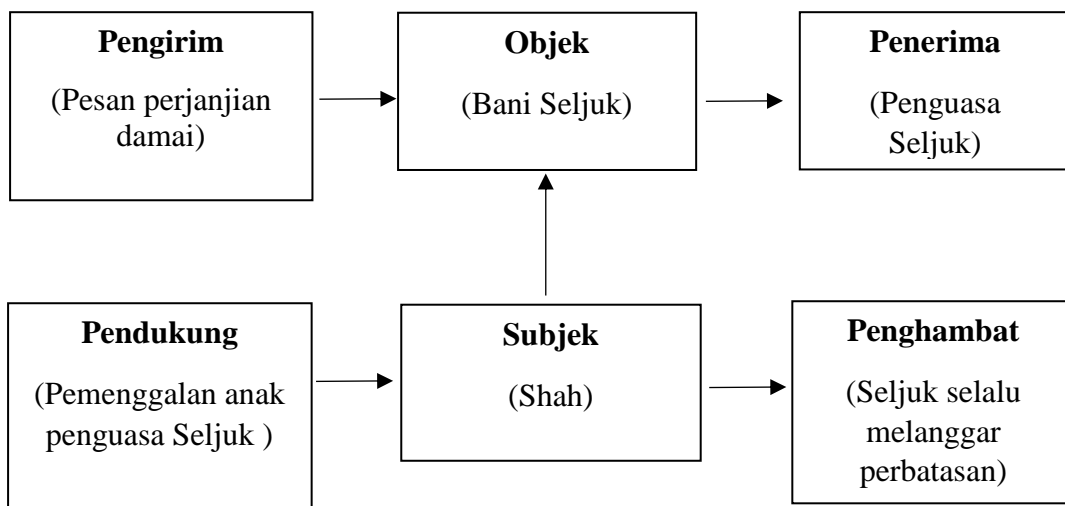 Pengirim
(Pesan perjanjian
damai)
Objek
(Bani Seljuk)
Penerima
(Penguasa
Seljuk)
Pendukung
(Pemenggalan anak
penguasa Seljuk )
Subjek
(Shah)
Penghambat
(Seljuk selalu
melanggar
perbatasan)